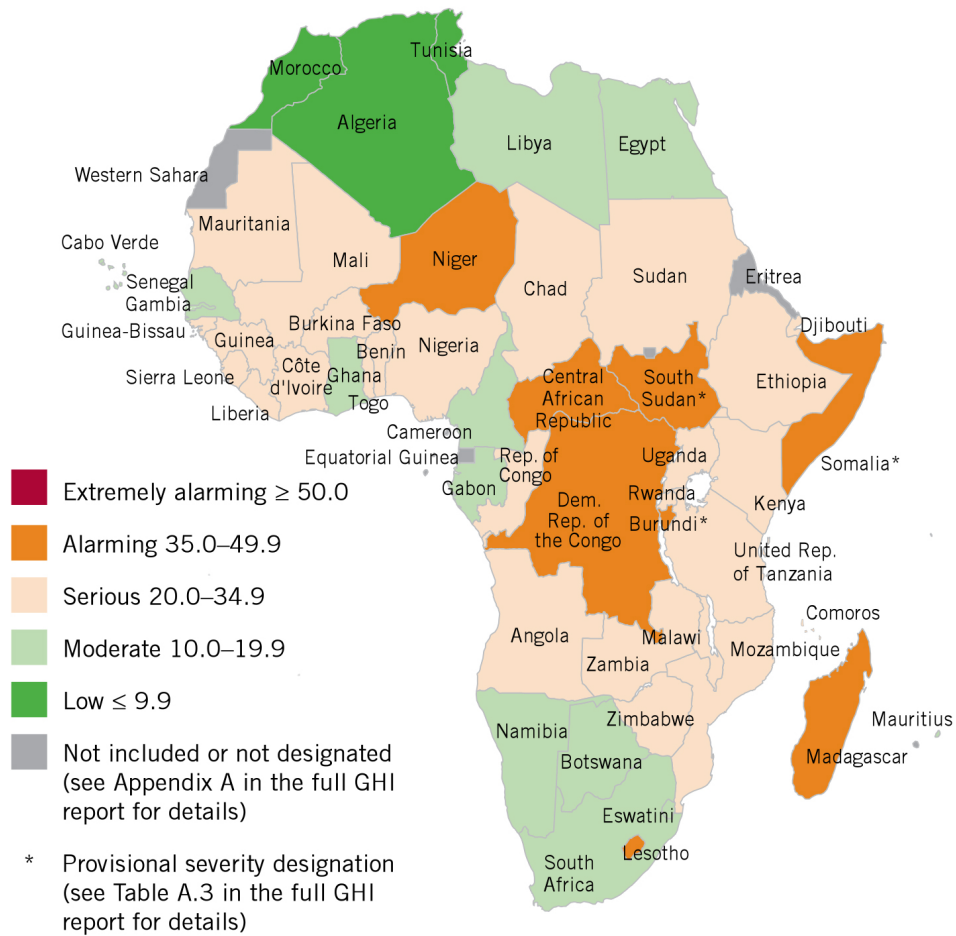 Tunisia
Morocco
Algeria
Libya
Egypt
Western Sahara
Mauritania
Cabo Verde
Mali
Niger
Chad
Sudan
Eritrea
Senegal
Gambia
Guinea-Bissau
Guinea
Burkina Faso
Djibouti
Benin
Nigeria
Côte
d'Ivoire
Ghana
Togo
Sierra Leone
Liberia
Central
African
Republic
South
Sudan*
Ethiopia
Cameroon
Equatorial Guinea
Rep. of
Congo
Uganda
Somalia*
Gabon
Dem.
Rep. of
the Congo
Rwanda
Burundi*
Kenya
United Rep.
of Tanzania
Comoros
Angola
Malawi
Mozambique
Zambia
Zimbabwe
Mauritius
Madagascar
Namibia
Botswana
Eswatini
Lesotho
South
Africa
Extremely alarming ≥ 50.0
Alarming 35.0–49.9
Serious 20.0–34.9
Moderate 10.0–19.9
Low ≤ 9.9
Not included or not designated
(see Appendix A in the full GHI
report for details)
* Provisional severity designation
(see Table A.3 in the full GHI
report for details)